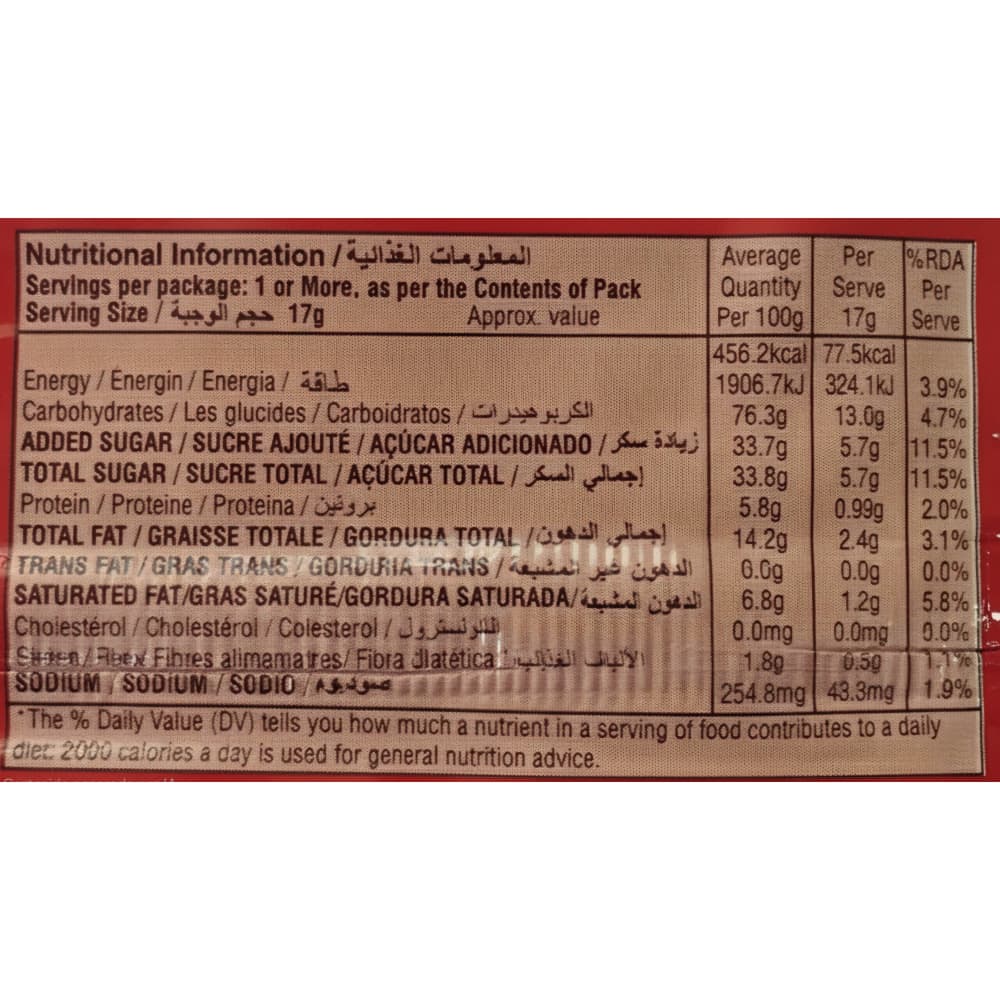 Nutritional Information / المعلومات الغذائية
Servings per package: 1 or More, as per the Contents of Pack
Serving Size / حجم الوجبة 17g Approx. value
Average Quantity Per 100g
Per Serve 17g
%RDA Per Serve
456.2kcal 77.5kcal
Energy / Énergin / Energia / طاقة 1906.7kJ 324.1kJ 3.9%
Carbohydrates / Les glucides / Carboidratos / الكربوهيدرات 76.3g 13.0g 4.7%
ADDED SUGAR / SUCRE AJOUTÉ / AÇÚCAR ADICIONADO / زيادة سكر 33.7g 5.7g 11.5%
TOTAL SUGAR / SUCRE TOTAL / AÇÚCAR TOTAL / إجمالي السكر 33.8g 5.7g 11.5%
Protein / Proteine / Proteina / بروتين 5.8g 0.99g 2.0%
TOTAL FAT / GRAISSE TOTALE / GORDURA TOTAL / إجمالي الدهون 14.2g 2.4g 3.1%
TRANS FAT / GRAS TRANS / GORDURIA TRANS / الدهون غير المشبعة 0.0g 0.0g 0.0%
SATURATED FAT/GRAS SATURÉ/GORDURA SATURADA/ الدهون المشبعة 6.8g 1.2g 5.8%
Cholestérol / Cholestérol / Colesterol / 0.0mg 0.0mg 0.0%
Fibres / Fibra dlatética 1.8g 0.5g 1.1%
SODIUM / SODIUM / SODIO / صوديوم 254.8mg 43.3mg 1.9%
*The % Daily Value (DV) tells you how much a nutrient in a serving of food contributes to a daily
diet. 2000 calories a day is used for general nutrition advice.